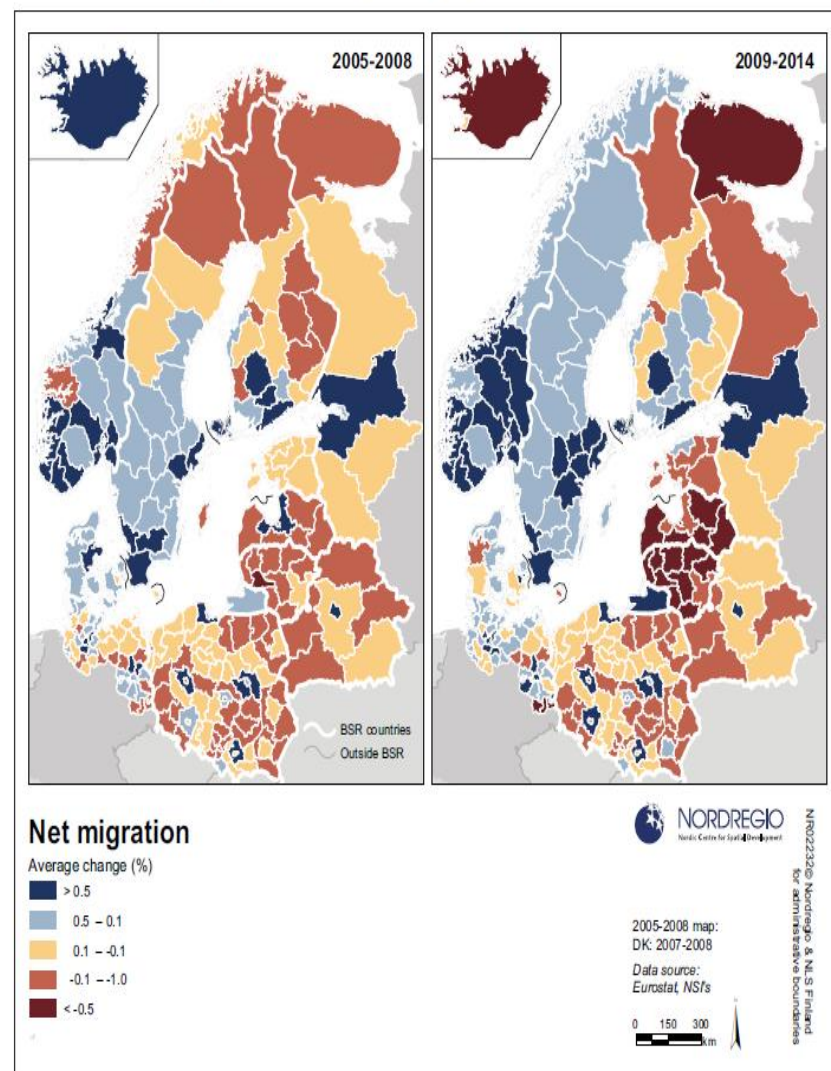 2005-2008
2009-2014
BSR countries
Outside BSR
Net migration
Average change (%)
> 0.5
0.5 – 0.1
0.1 – -0.1
-0.1 – -1.0
< -0.5
NORDREGIO
Nordic Centre for Spatial Development
NR02232© Nordregio & NLS Finland
for administrative boundaries
2005-2008 map:
DK: 2007-2008
Data source:
Eurostat, NSI's
0 150 300
km